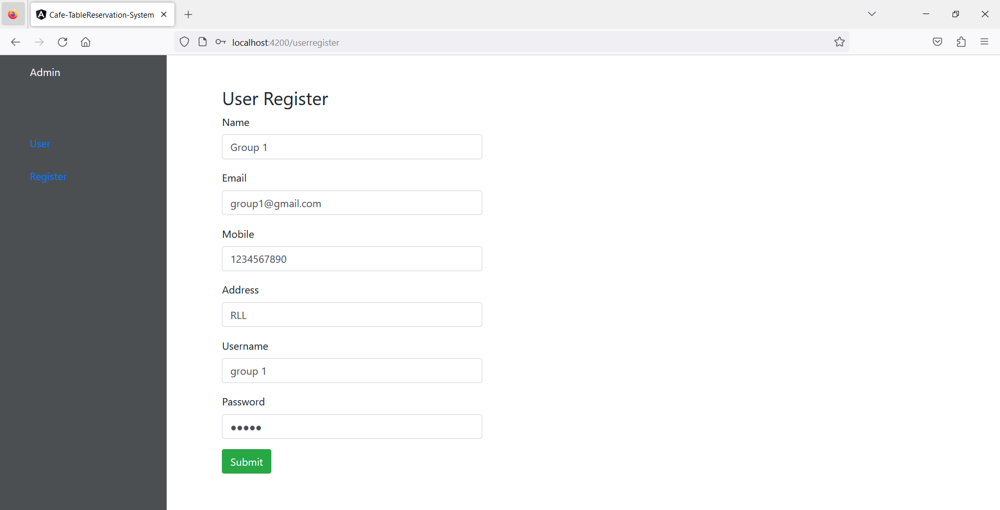 Cafe-TableReservation-System
localhost:4200/userregister
Admin
User
Register
User Register
Name
Group 1
Email
group1@gmail.com
Mobile
1234567890
Address
RLL
Username
group 1
Password
●●●●●
Submit